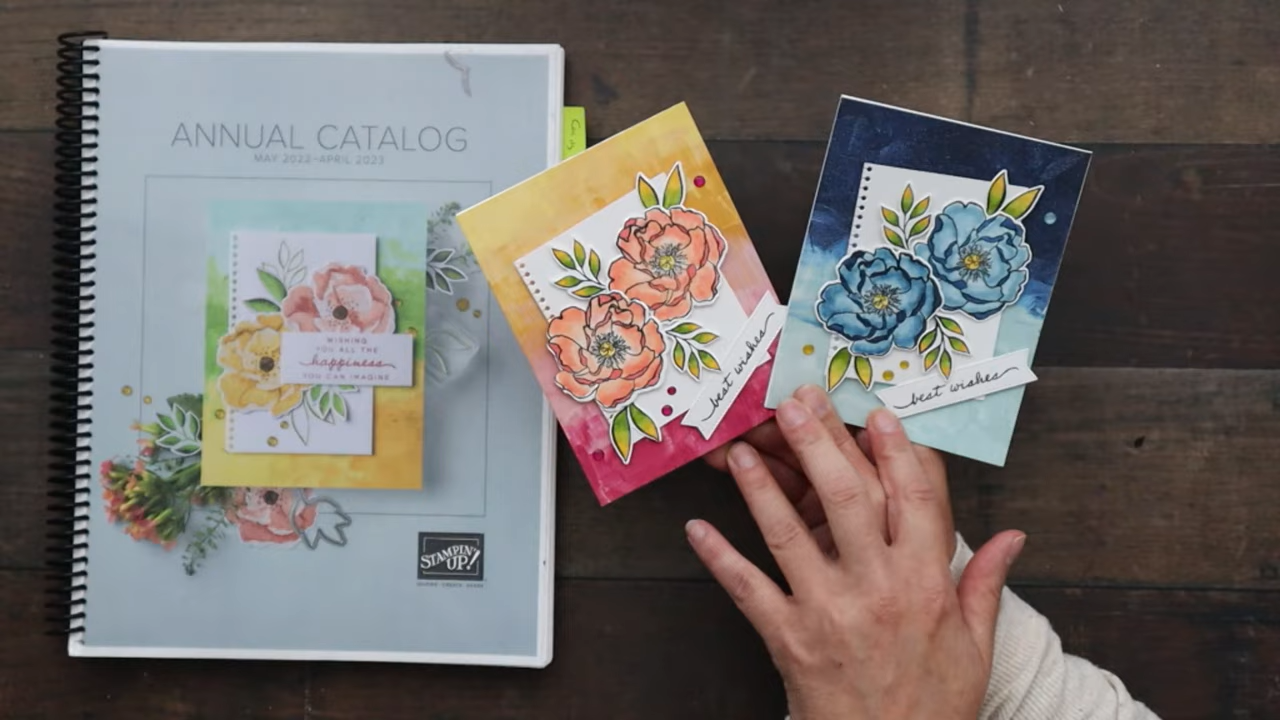 ANNUAL CATALOG
MAY 2022–APRIL 2023
WISHING
YOU ALL THE
happiness
YOU CAN IMAGINE
STAMPIN'
UP!
best wishes
best wishes